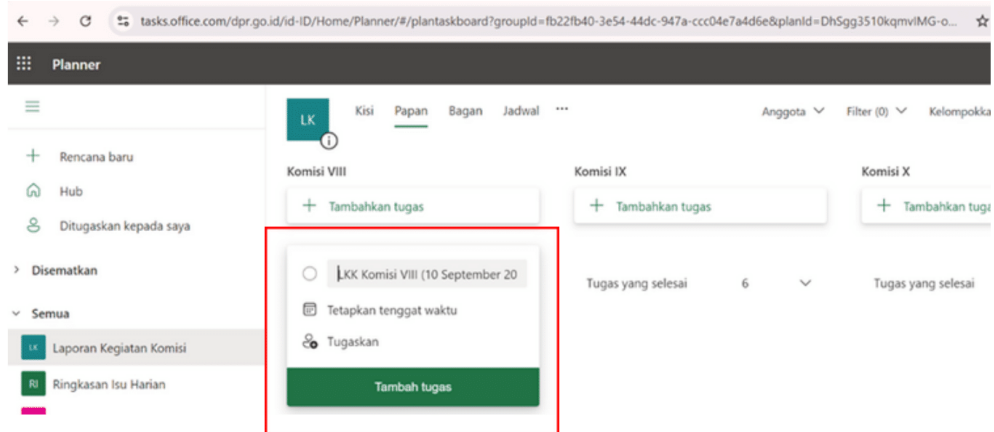 tasks.office.com/dpr.go.id/id-ID/Home/Planner/#/plantaskboard?groupId=fb22fb40-3e54-44dc-947a-ccc04e7a4d6e&planId=DhSgg3510kqmvIMG-o...
Planner
LK
Kisi Papan Bagan Jadwal ...
Anggota Filter (0) Kelompokka
Rencana baru
Hub
Ditugaskan kepada saya
Disematkan
Semua
LK Laporan Kegiatan Komisi
RI Ringkasan Isu Harian
Komisi VIII
+ Tambahkan tugas
LKK Komisi VIII (10 September 20
Tetapkan tenggat waktu
Tugaskan
Tambah tugas
Komisi IX
+ Tambahkan tugas
Tugas yang selesai 6
Komisi X
+ Tambahkan tuga
Tugas yang selesai